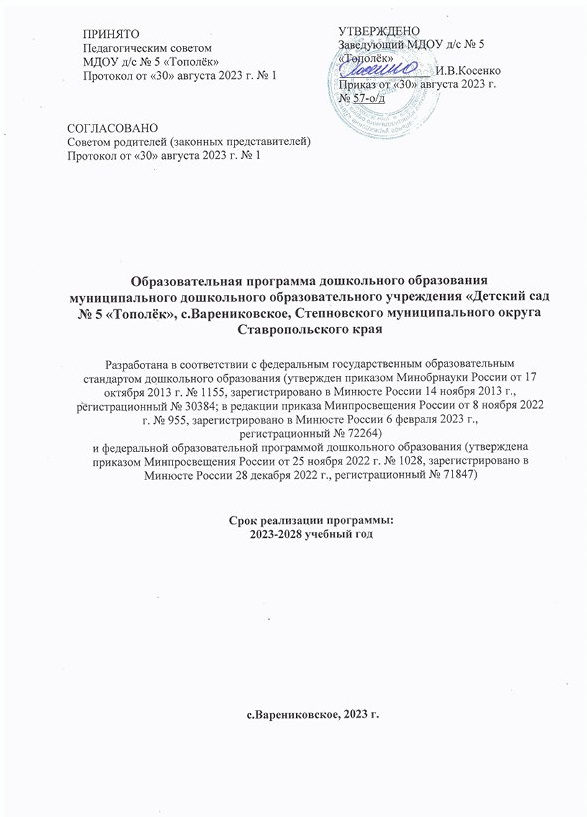 ПРИНЯТО
Педагогическим советом
МДОУ д/с № 5 «Тополёк»
Протокол от «30» августа 2023 г. № 1
УТВЕРЖДЕНО
Заведующий МДОУ д/с № 5
«Тополёк»
И.В.Косенко
Приказ от «30» августа 2023 г.
№ 57-о/д
СОГЛАСОВАНО
Советом родителей (законных представителей)
Протокол от «30» августа 2023 г. № 1
Образовательная программа дошкольного образования
муниципального дошкольного образовательного учреждения «Детский сад
№ 5 «Тополёк», с.Варениковское, Степновского муниципального округа
Ставропольского края
Разработана в соответствии с федеральным государственным образовательным
стандартом дошкольного образования (утвержден приказом Минобрнауки России от 17
октября 2013 г. № 1155, зарегистрировано в Минюсте России 14 ноября 2013 г.,
регистрационный № 30384; в редакции приказа Минпросвещения России от 8 ноября 2022
г. № 955, зарегистрировано в Минюсте России 6 февраля 2023 г.,
регистрационный № 72264)
и федеральной образовательной программой дошкольного образования (утверждена
приказом Минпросвещения России от 25 ноября 2022 г. № 1028, зарегистрировано в
Минюсте России 28 декабря 2022 г., регистрационный № 71847)
Срок реализации программы:
2023-2028 учебный год
с.Варениковское, 2023 г.